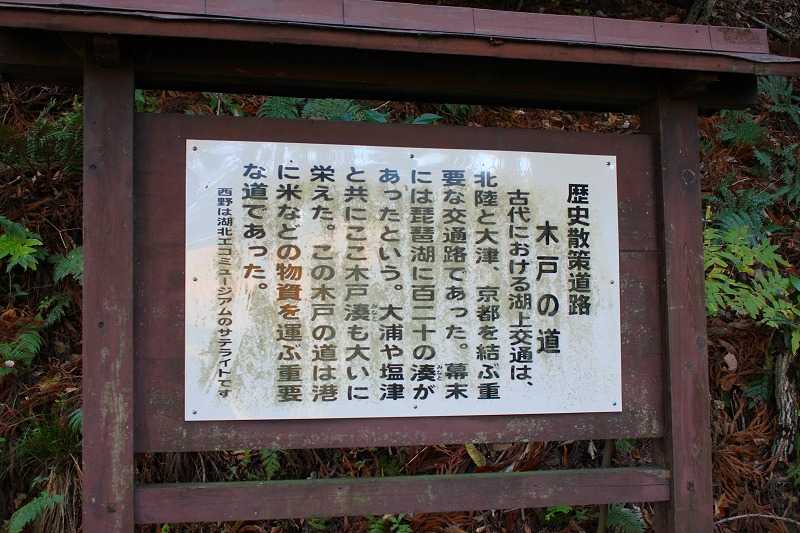 歴史散策道路
木戸の道
古代における湖上交通は、
北陸と大津、京都を結ぶ重
要な交通路であった。幕末
には琵琶湖に百二十の湊が
あったという。大浦や塩津
と共にここ木戸湊も大いに
栄えた。この木戸の道は港
に米などの物資を運ぶ重要
な道であった。
西野は湖北エコミュージアムのサテライトです